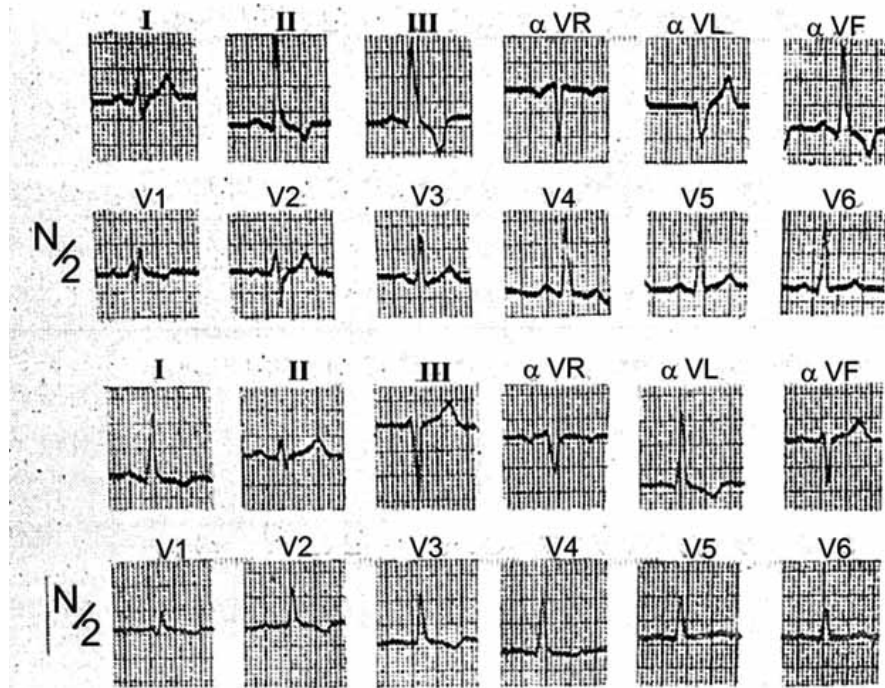 I II III α VR α VL α VF
V1 V2 V3 V4 V5 V6
N/2
I II III α VR α VL α VF
V1 V2 V3 V4 V5 V6
N/2